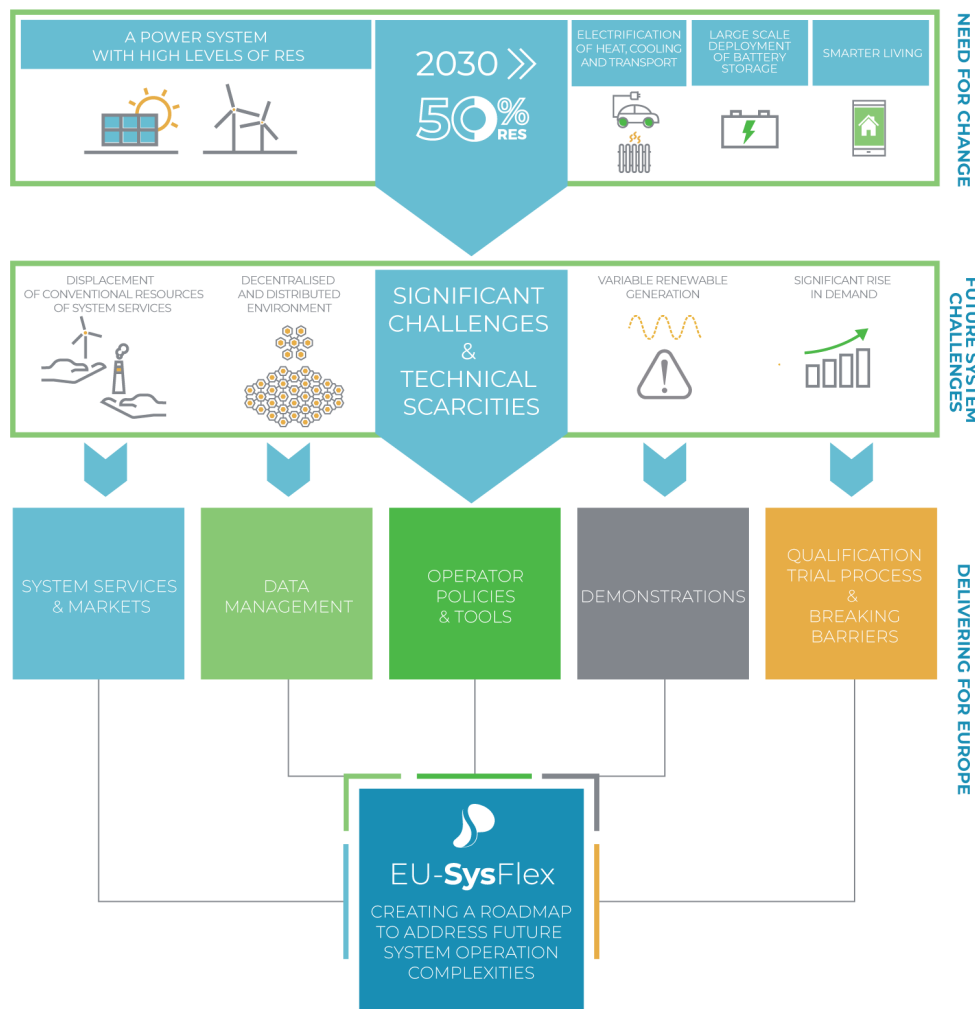 A POWER SYSTEM
WITH HIGH LEVELS OF RES
2030 >>
50%
RES
ELECTRIFICATION
OF HEAT, COOLING
AND TRANSPORT
LARGE SCALE
DEPLOYMENT
OF BATTERY
STORAGE
SMARTER LIVING
NEED FOR CHANGE
DISPLACEMENT
OF CONVENTIONAL RESOURCES
OF SYSTEM SERVICES
DECENTRALISED
AND DISTRIBUTED
ENVIRONMENT
SIGNIFICANT
CHALLENGES
&
TECHNICAL
SCARCITIES
VARIABLE RENEWABLE
GENERATION
SIGNIFICANT RISE
IN DEMAND
FUTURE SYSTEM
CHALLENGES
SYSTEM SERVICES
& MARKETS
DATA
MANAGEMENT
OPERATOR
POLICIES
& TOOLS
DEMONSTRATIONS
QUALIFICATION
TRIAL PROCESS
&
BREAKING
BARRIERS
DELIVERING FOR EUROPE
EU-SysFlex
CREATING A ROADMAP
TO ADDRESS FUTURE
SYSTEM OPERATION
COMPLEXITIES